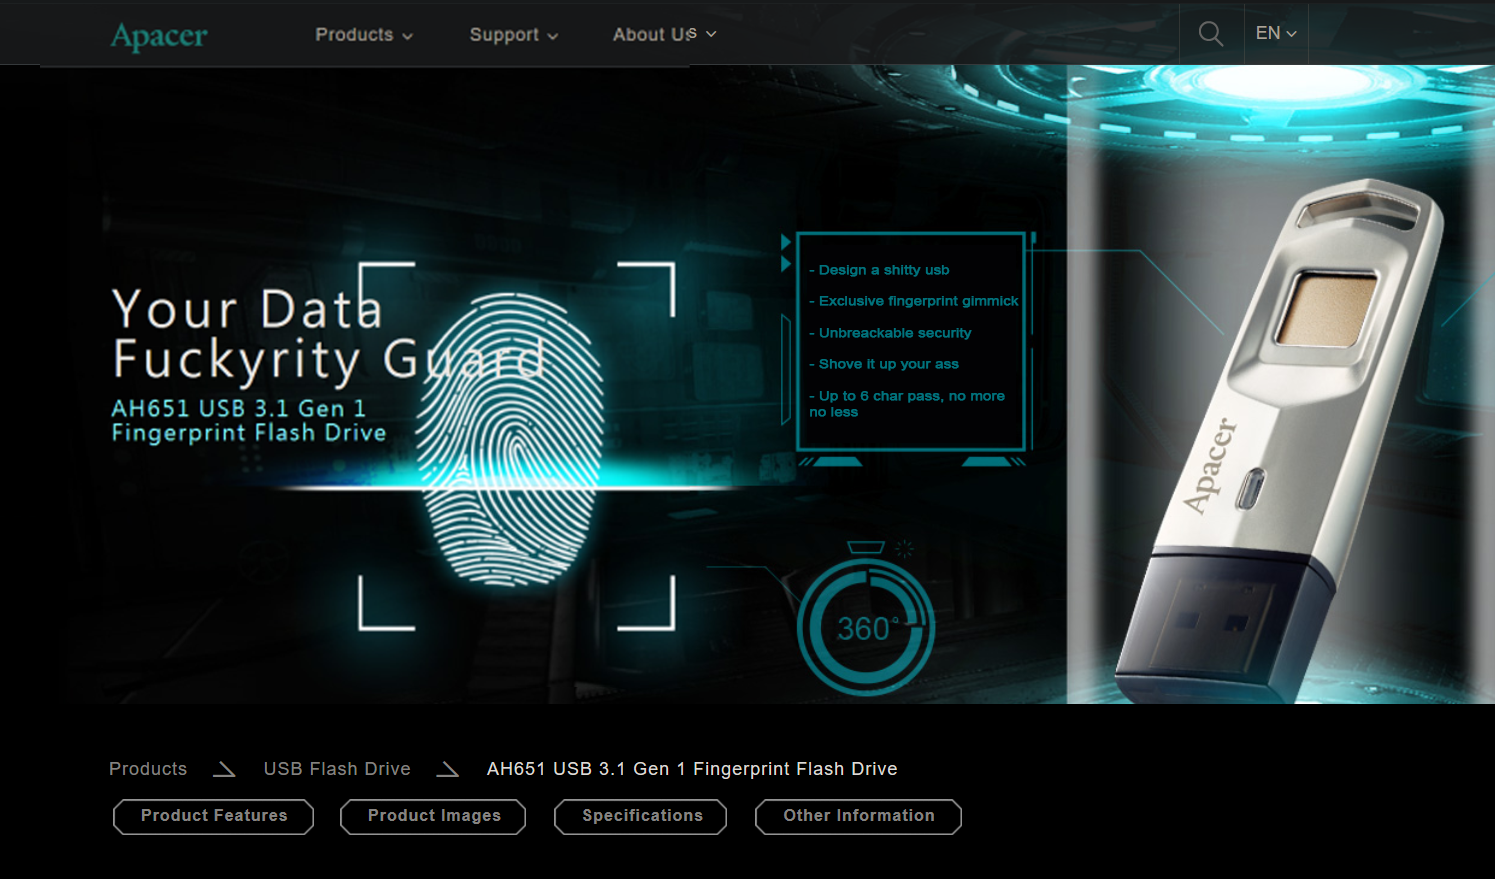 Apacer
Products
Support
About Us
EN
Your Data
Fuckyrity Guard
AH651 USB 3.1 Gen 1
Fingerprint Flash Drive
- Design a shitty usb
- Exclusive fingerprint gimmick
- Unbreackable security
- Shove it up your ass
- Up to 6 char pass, no more
no less
360°
Apacer
Products
USB Flash Drive
AH651 USB 3.1 Gen 1 Fingerprint Flash Drive
Product Features
Product Images
Specifications
Other Information